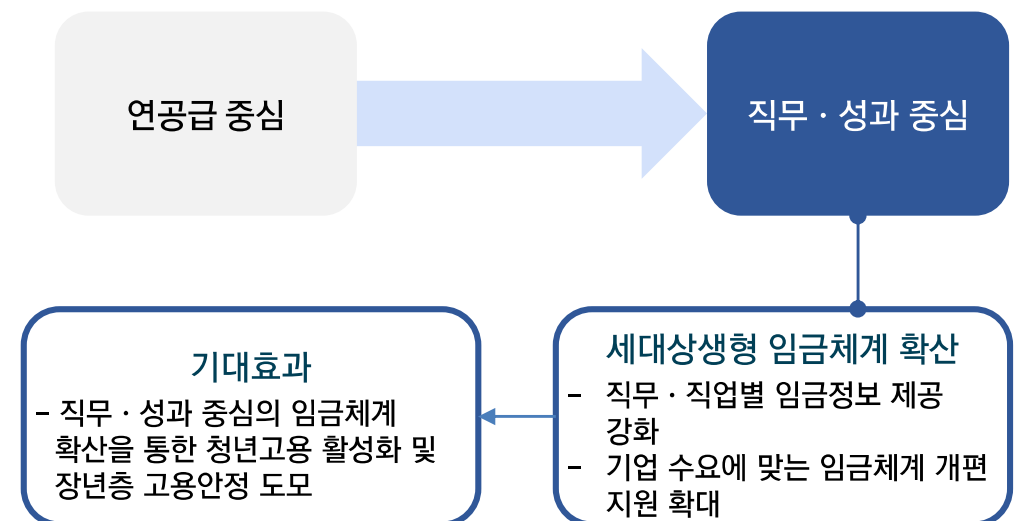 연공급 중심
직무 · 성과 중심
세대상생형 임금체계 확산
- 직무 · 직업별 임금정보 제공
강화
- 기업 수요에 맞는 임금체계 개편
지원 확대
기대효과
- 직무 · 성과 중심의 임금체계
확산을 통한 청년고용 활성화 및
장년층 고용안정 도모